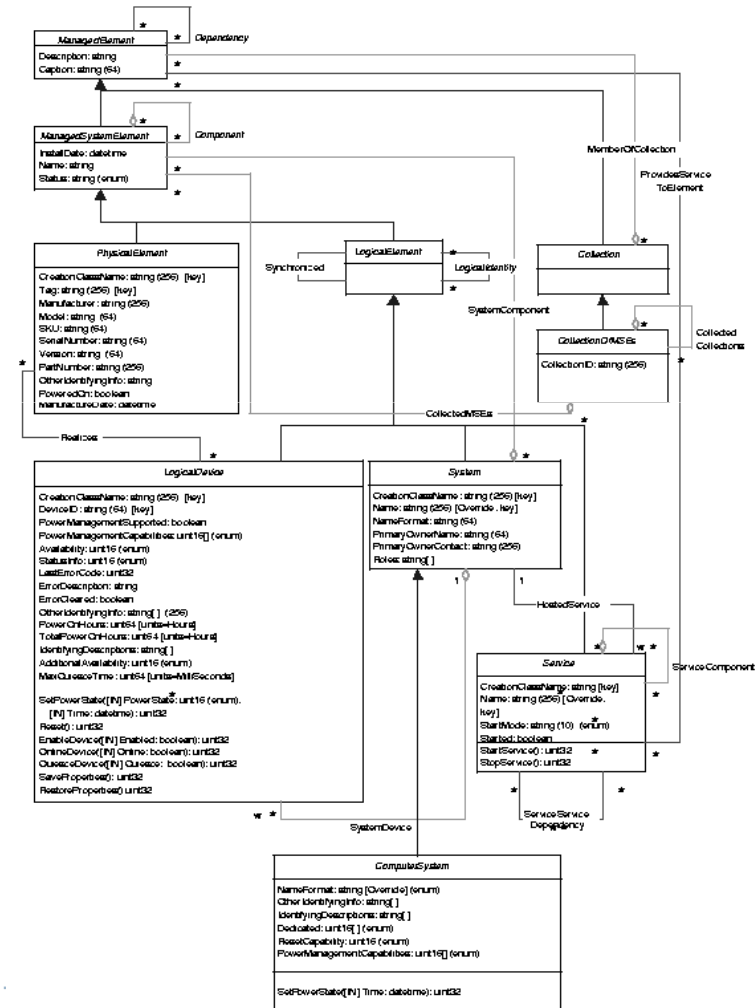 ManagedElement
Description: string
Caption: string (64)
*
*
Dependency
*
*
ManagedSystemElement
InstallDate: datetime
Name: string
Status: string (enum)
*
*
Component
*
*
MemberOfCollection
ProvidesService
ToElement
PhysicalElement
CreationClassName: string (256) [key]
Tag: string (256) [key]
Manufacturer: string (256)
Model: string (64)
SKU: string (64)
SerialNumber: string (64)
Version: string (64)
PartNumber: string (256)
OtherIdentifyingInfo: string
PoweredOn: boolean
ManufactureDate: datetime
*
Realizes
*
Synchronized
LogicalElement
*
LogicalIdentity
*
SystemComponent
*
Collection
*
CollectionOfMSEs
CollectionID: string (256)
Collected
Collections
*
CollectedMSEs
*
LogicalDevice
CreationClassName: string (256) [key]
DeviceID: string (64) [key]
PowerManagementSupported: boolean
PowerManagementCapabilities: uint16[] (enum)
Availability: uint16 (enum)
StatusInfo: uint16 (enum)
LastErrorCode: uint32
ErrorDescription: string
ErrorCleared: boolean
OtherIdentifyingInfo: string[ ] (256)
PowerOnHours: uint64 [units=Hours]
TotalPowerOnHours: uint64 [units=Hours]
IdentifyingDescriptions: string[ ]
AdditionalAvailability: uint16 (enum)
MaxQuiesceTime: uint64 [units=MilliSeconds]
*
SetPowerState([IN] PowerState: uint16 (enum),
[IN] Time: datetime): uint32
Reset(): uint32
EnableDevice([IN] Enabled: boolean): uint32
OnlineDevice([IN] Online: boolean): uint32
QuiesceDevice([IN] Quiesce: boolean): uint32
SaveProperties(): uint32
RestoreProperties() uint32
w *
SystemDevice
*
System
CreationClassName: string (256) [key]
Name: string (256) [Override, key]
NameFormat: string (64)
PrimaryOwnerName: string (64)
PrimaryOwnerContact: string (256)
Roles: string[ ]
1
1
HostedService
* w *
Service
ServiceComponent
CreationClassName: string [key]
Name: string (256) [Override,
key]
StartMode: string (10) (enum)
Started: boolean
StartService(): uint32
StopService(): uint32
*
*
*
*
*
*
*
ServiceService
Dependency
ComputerSystem
NameFormat: string [Override] (enum)
OtherIdentifyingInfo: string[ ]
IdentifyingDescriptions: string[ ]
Dedicated: uint16[ ] (enum)
ResetCapability: uint16 (enum)
PowerManagementCapabilities: uint16[] (enum)
SetPowerState([IN] Time: datetime): uint32